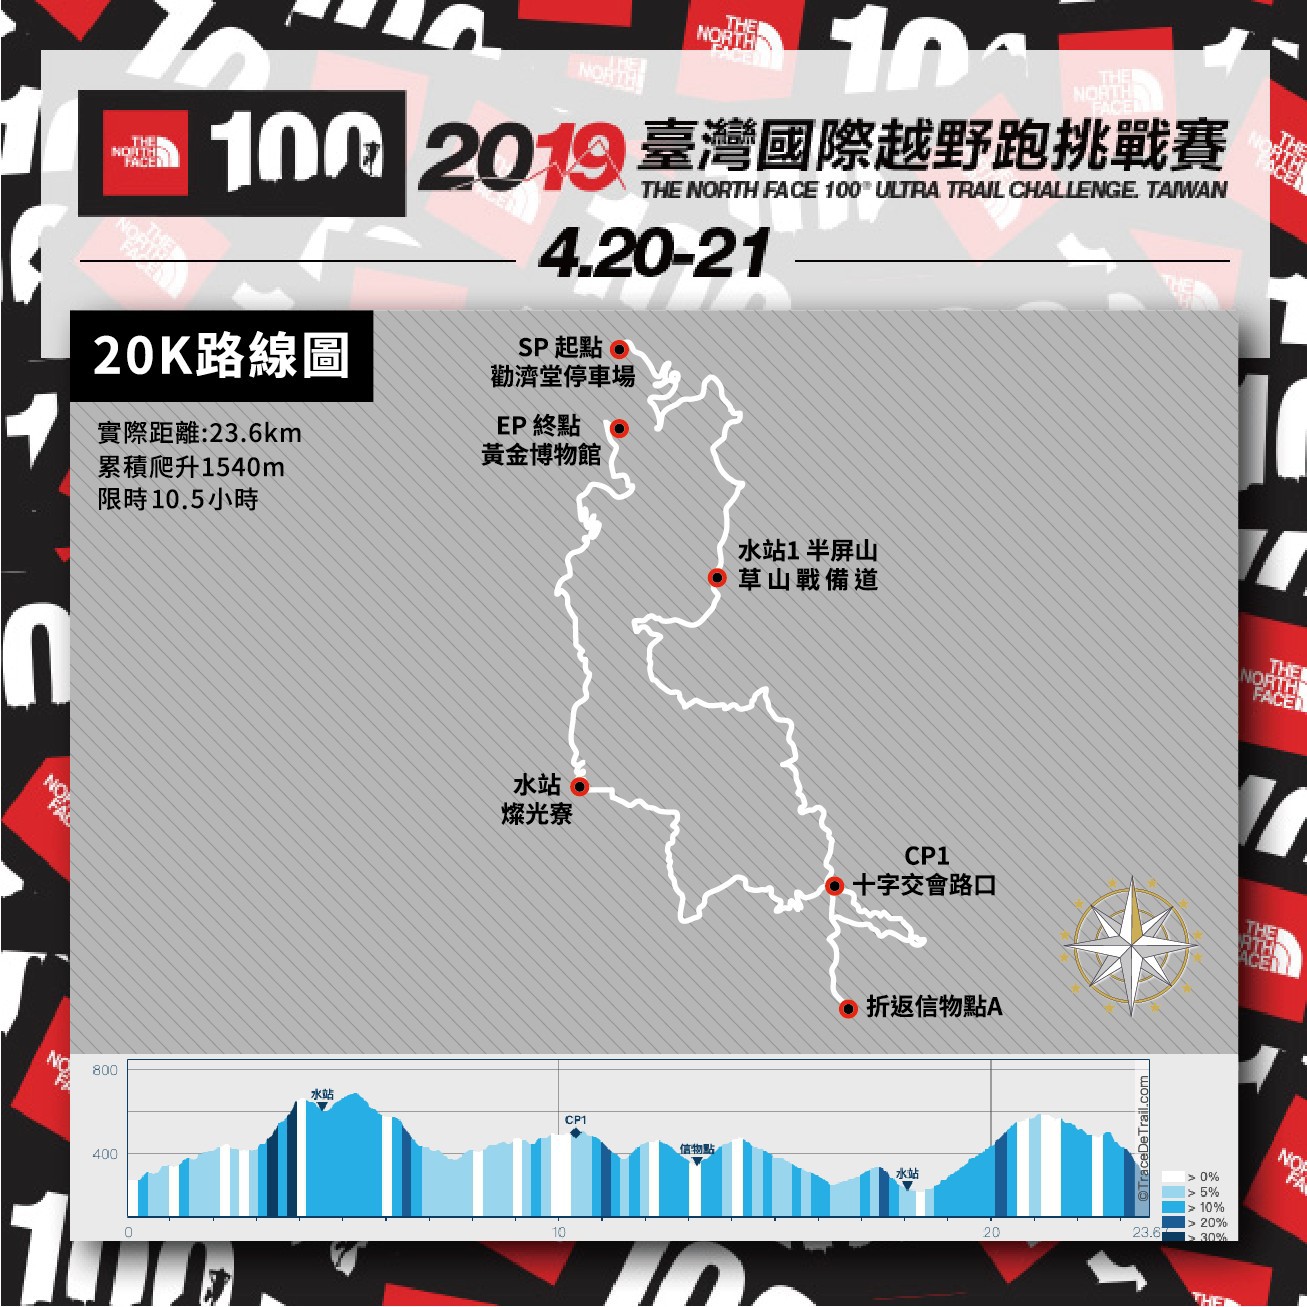 THE NORTH FACE
100
2019 臺灣國際越野跑挑戰賽
THE NORTH FACE 100® ULTRA TRAIL CHALLENGE. TAIWAN
4.20-21
20K路線圖
實際距離:23.6km
累積爬升1540m
限時10.5小時
SP 起點
勸濟堂停車場
EP 終點
黃金博物館
水站1 半屏山
草山戰備道
水站
燦光寮
CP1
十字交會路口
折返信物點A
800
400
水站
CP1
信物點
水站
0
10
20
23.6
©TraceDeTrail.com
> 0%
> 5%
> 10%
> 20%
> 30%